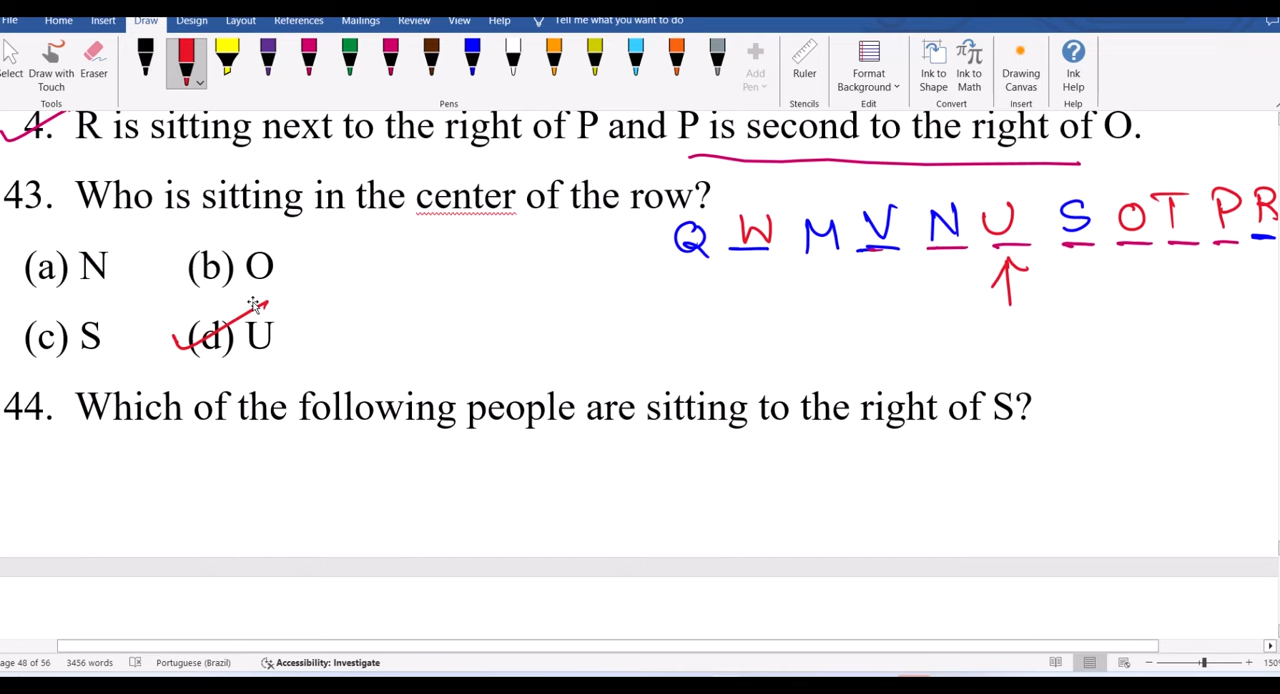 File Home Insert Draw Design Layout References Mailings Review View Help Tell me what you want to do
Select Draw with Touch Eraser Add Pen Ruler Format Background Ink to Shape Ink to Math Drawing Canvas Ink Help
Tools Pens Stencils Edit Convert Insert Help
4. R is sitting next to the right of P and P is second to the right of O.
43. Who is sitting in the center of the row?
Q W M V N U S O T P R
(a) N (b) O
(c) S (d) U
44. Which of the following people are sitting to the right of S?
age 48 of 56 3456 words Portuguese (Brazil) Accessibility: Investigate 150%